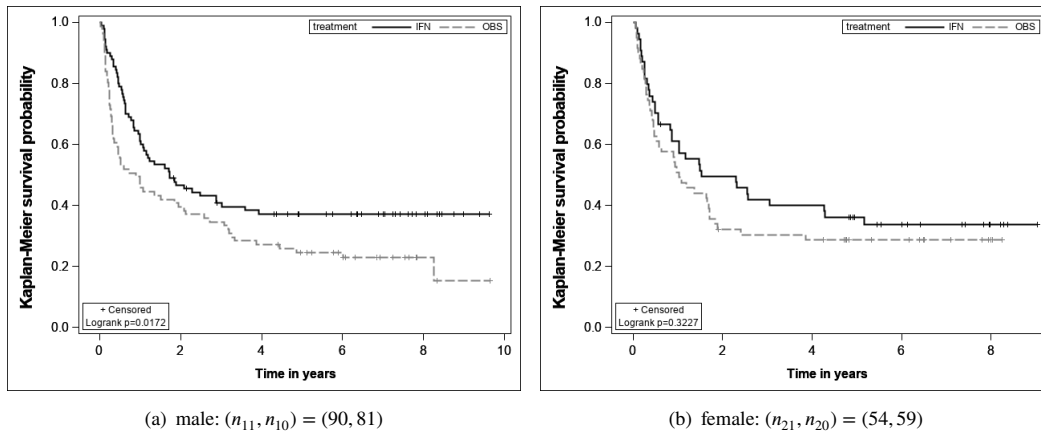 treatment IFN OBS
1.0
0.8
0.6
0.4
0.2
0.0
Kaplan-Meier survival probability
+ Censored
Logrank p=0.0172
0 2 4 6 8 10
Time in years
(a) male: (n11, n10) = (90, 81)
treatment IFN OBS
1.0
0.8
0.6
0.4
0.2
0.0
Kaplan-Meier survival probability
+ Censored
Logrank p=0.3227
0 2 4 6 8
Time in years
(b) female: (n21, n20) = (54, 59)